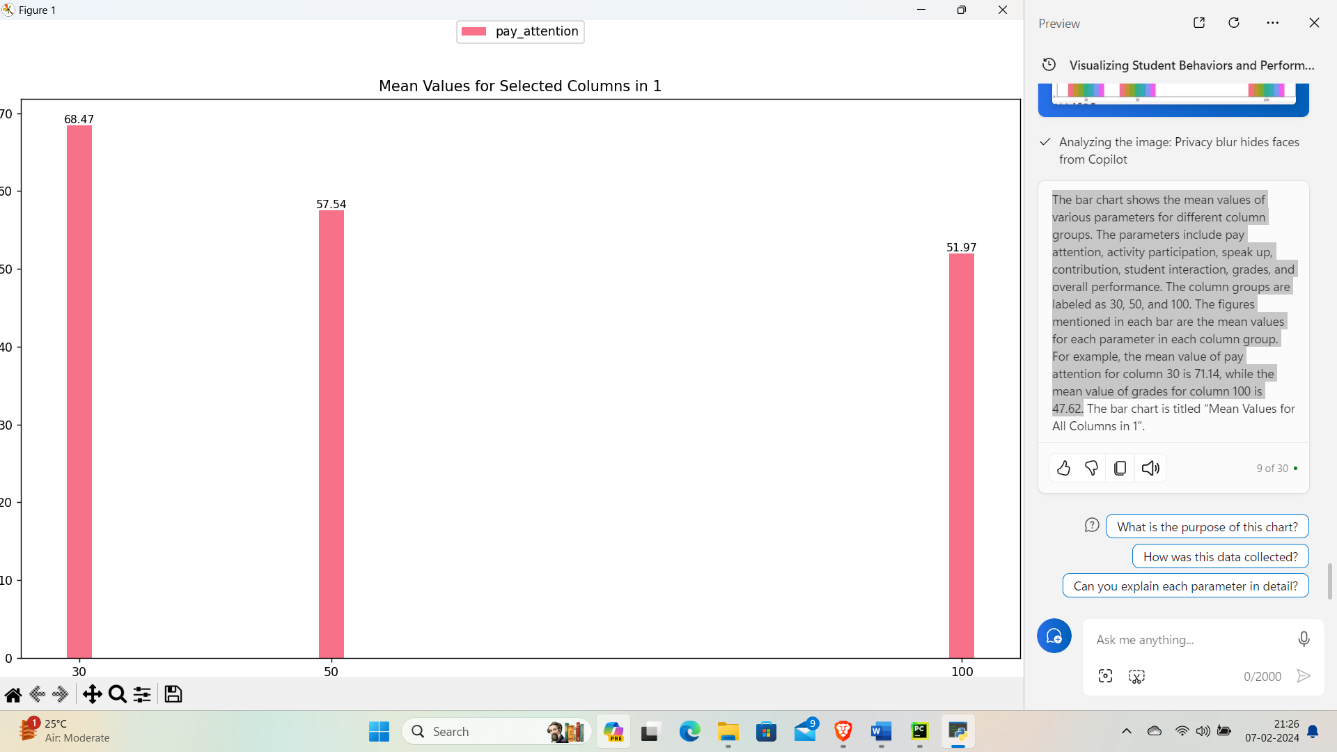 Figure 1
pay_attention
Mean Values for Selected Columns in 1
68.47
57.54
51.97
70
60
50
40
30
20
10
0
30
50
100
Preview
Visualizing Student Behaviors and Perform...
Analyzing the image: Privacy blur hides faces
from Copilot
The bar chart shows the mean values of
various parameters for different column
groups. The parameters include pay
attention, activity participation, speak up,
contribution, student interaction, grades, and
overall performance. The column groups are
labeled as 30, 50, and 100. The figures
mentioned in each bar are the mean values
for each parameter in each column group.
For example, the mean value of pay
attention for column 30 is 71.14, while the
mean value of grades for column 100 is
47.62. The bar chart is titled “Mean Values for
All Columns in 1”.
9 of 30
What is the purpose of this chart?
How was this data collected?
Can you explain each parameter in detail?
Ask me anything...
0/2000
1
25°C
Air: Moderate
Search
PRE
9
W
PC
21:26
07-02-2024